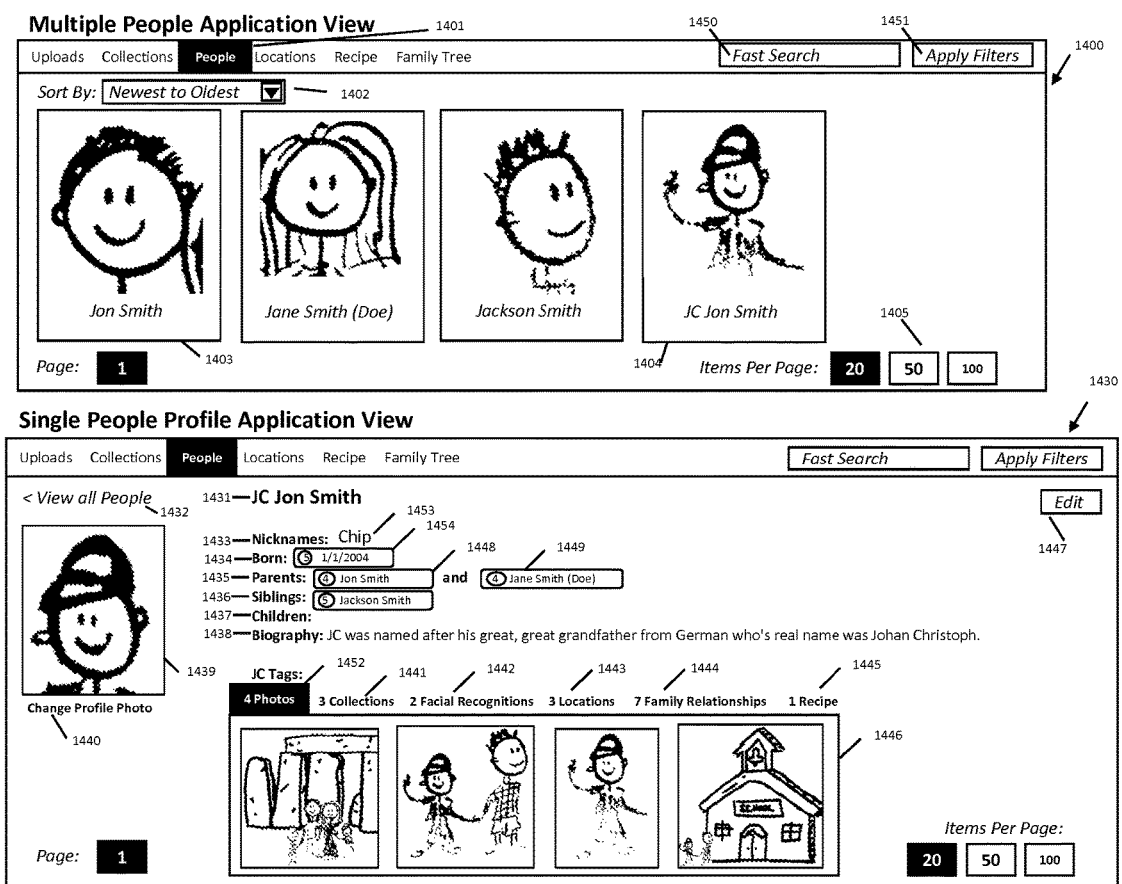 Multiple People Application View
1401
1450
1451
1400
Uploads Collections People Locations Recipe Family Tree Fast Search Apply Filters
Sort By: Newest to Oldest 1402
Jon Smith Jane Smith (Doe) Jackson Smith JC Jon Smith
1403 1404 1405
Page: 1 Items Per Page: 20 50 100
1430
Single People Profile Application View
Uploads Collections People Locations Recipe Family Tree Fast Search Apply Filters
< View all People 1432
1431 JC Jon Smith
Edit
1447
1433 Nicknames: Chip 1453
1434 Born: 5 1/1/2004 1454
1435 Parents: 4 Jon Smith and 4 Jane Smith (Doe) 1448 1449
1436 Siblings: 5 Jackson Smith
1437 Children:
1438 Biography: JC was named after his great, great grandfather from German who's real name was Johan Christoph.
1439
Change Profile Photo
1440
JC Tags: 1452 1441 1442 1443 1444 1445
4 Photos 3 Collections 2 Facial Recognitions 3 Locations 7 Family Relationships 1 Recipe
1446
Items Per Page:
Page: 1 20 50 100